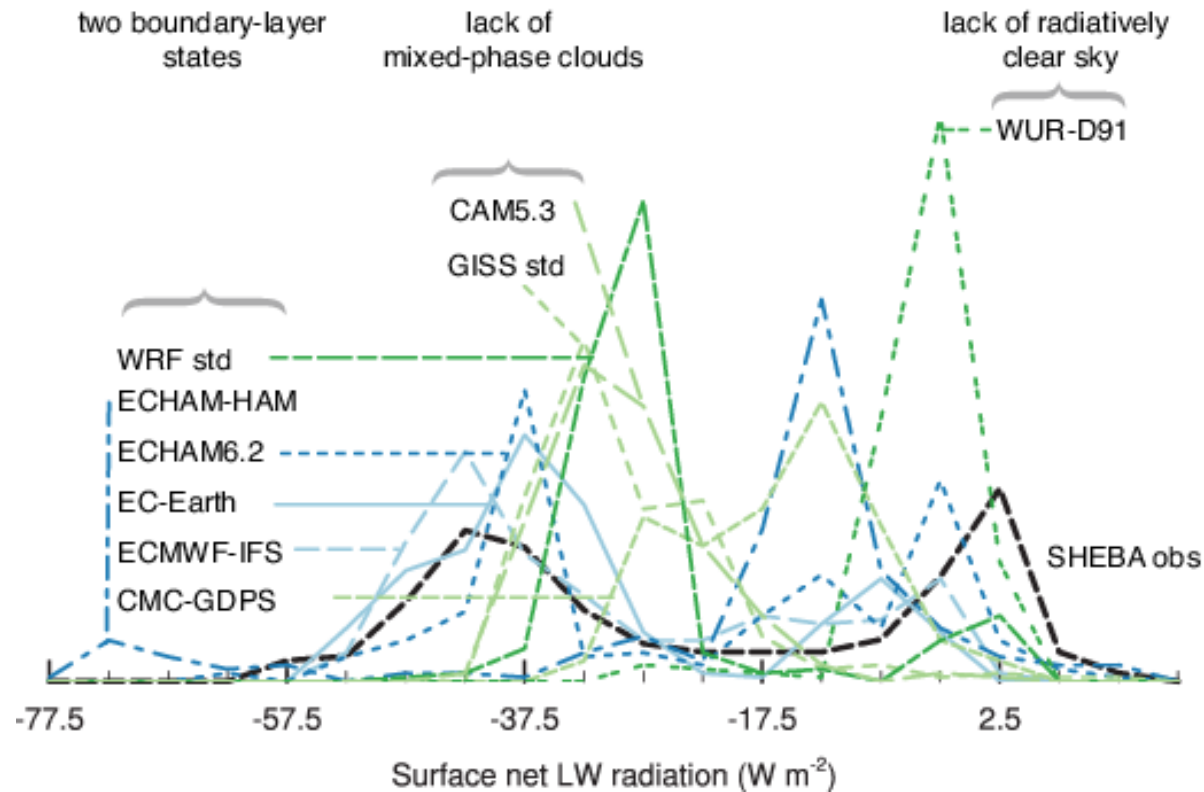 two boundary-layer
states
lack of
mixed-phase clouds
lack of radiatively
clear sky
WUR-D91
CAM5.3
GISS std
WRF std
ECHAM-HAM
ECHAM6.2
EC-Earth
ECMWF-IFS
CMC-GDPS
SHEBA obs
-77.5 -57.5 -37.5 -17.5 2.5
Surface net LW radiation (W m⁻²)